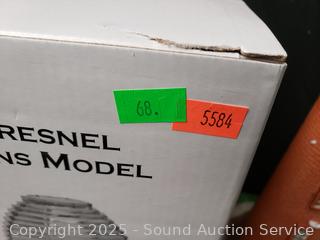 68.
5584
RESNEL
NS MODEL
Copyright 2025 - Sound Auction Service